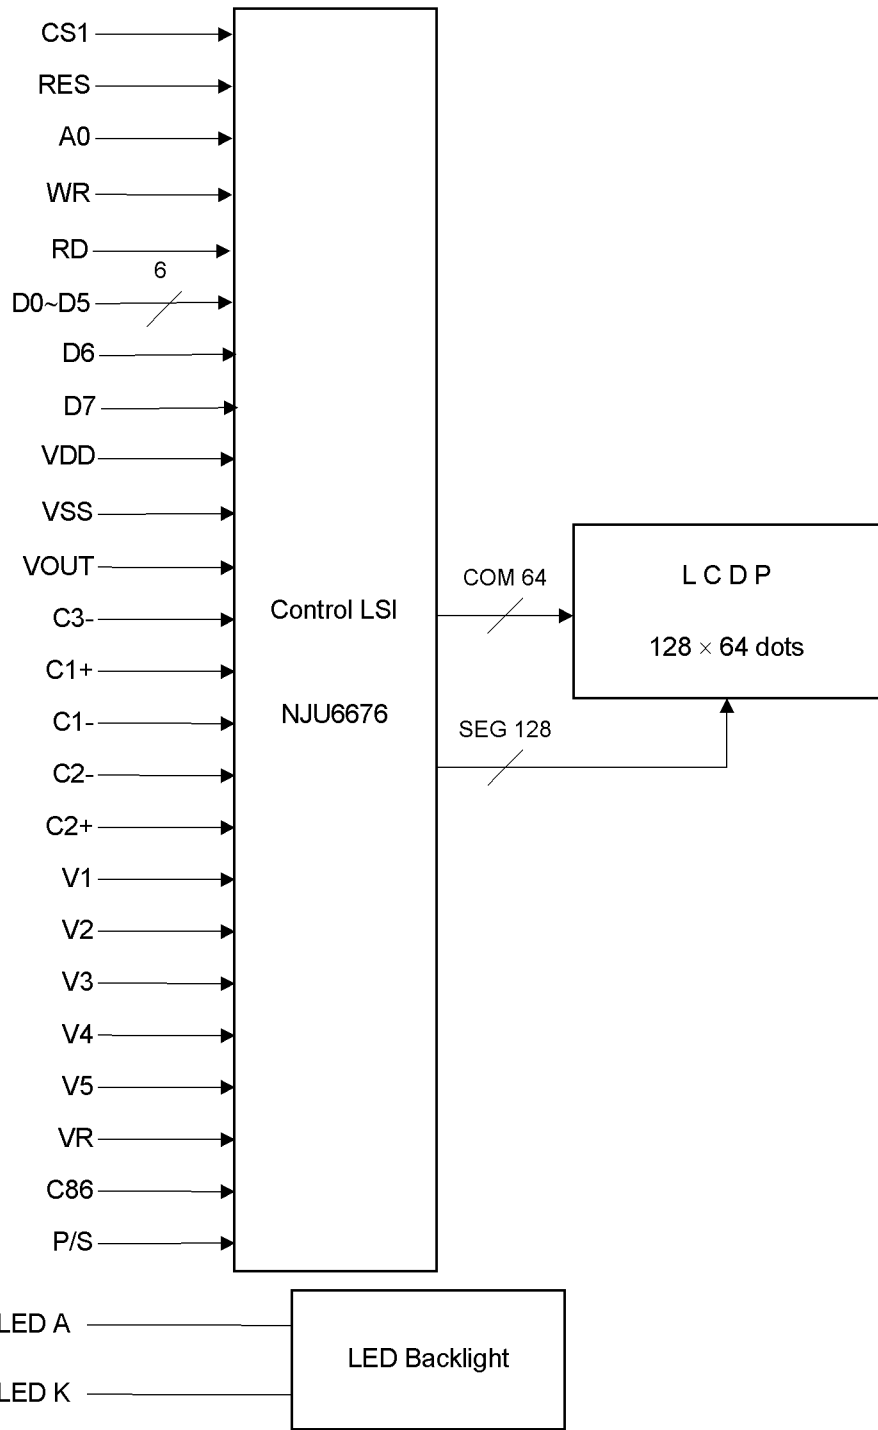 CS1
RES
A0
WR
RD
6
D0~D5
D6
D7
VDD
VSS
VOUT
C3-
C1+
C1-
C2-
C2+
V1
V2
V3
V4
V5
VR
C86
P/S
Control LSI
NJU6676
COM 64
SEG 128
L C D P
128 × 64 dots
LED A
LED K
LED Backlight